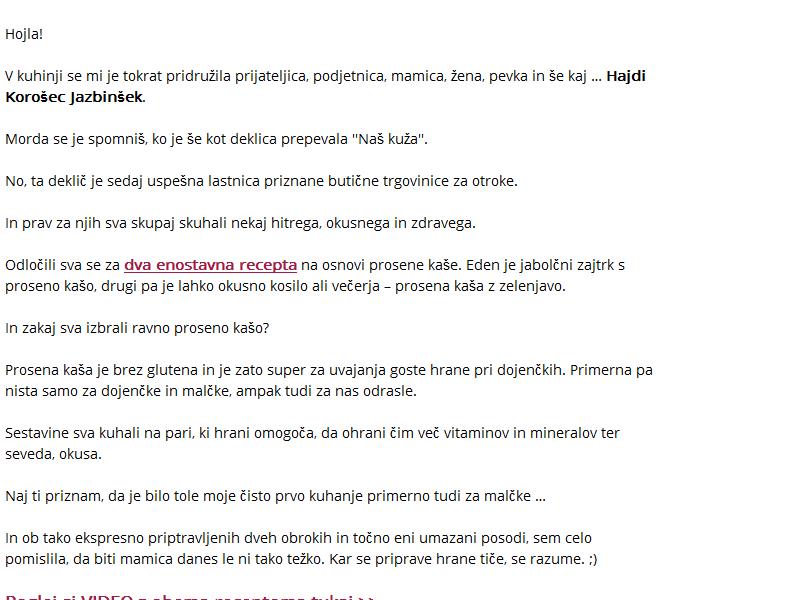 Hojla!
V kuhinji se mi je tokrat pridružila prijateljica, podjetnica, mamica, žena, pevka in še kaj ... Hajdi
Korošec Jazbinšek.
Morda se je spomniš, ko je še kot deklica prepevala "Naš kuža".
No, ta deklič je sedaj uspešna lastnica priznane butične trgovinice za otroke.
In prav za njih sva skupaj skuhali nekaj hitrega, okusnega in zdravega.
Odločili sva se za dva enostavna recepta na osnovi prosene kaše. Eden je jabolčni zajtrk s
proseno kašo, drugi pa je lahko okusno kosilo ali večerja – prosena kaša z zelenjavo.
In zakaj sva izbrali ravno proseno kašo?
Prosena kaša je brez glutena in je zato super za uvajanja goste hrane pri dojenčkih. Primerna pa
nista samo za dojenčke in malčke, ampak tudi za nas odrasle.
Sestavine sva kuhali na pari, ki hrani omogoča, da ohrani čim več vitaminov in mineralov ter
seveda, okusa.
Naj ti priznam, da je bilo tole moje čisto prvo kuhanje primerno tudi za malčke ...
In ob tako ekspresno priptravljenih dveh obrokih in točno eni umazani posodi, sem celo
pomislila, da biti mamica danes le ni tako težko. Kar se priprave hrane tiče, se razume. ;)